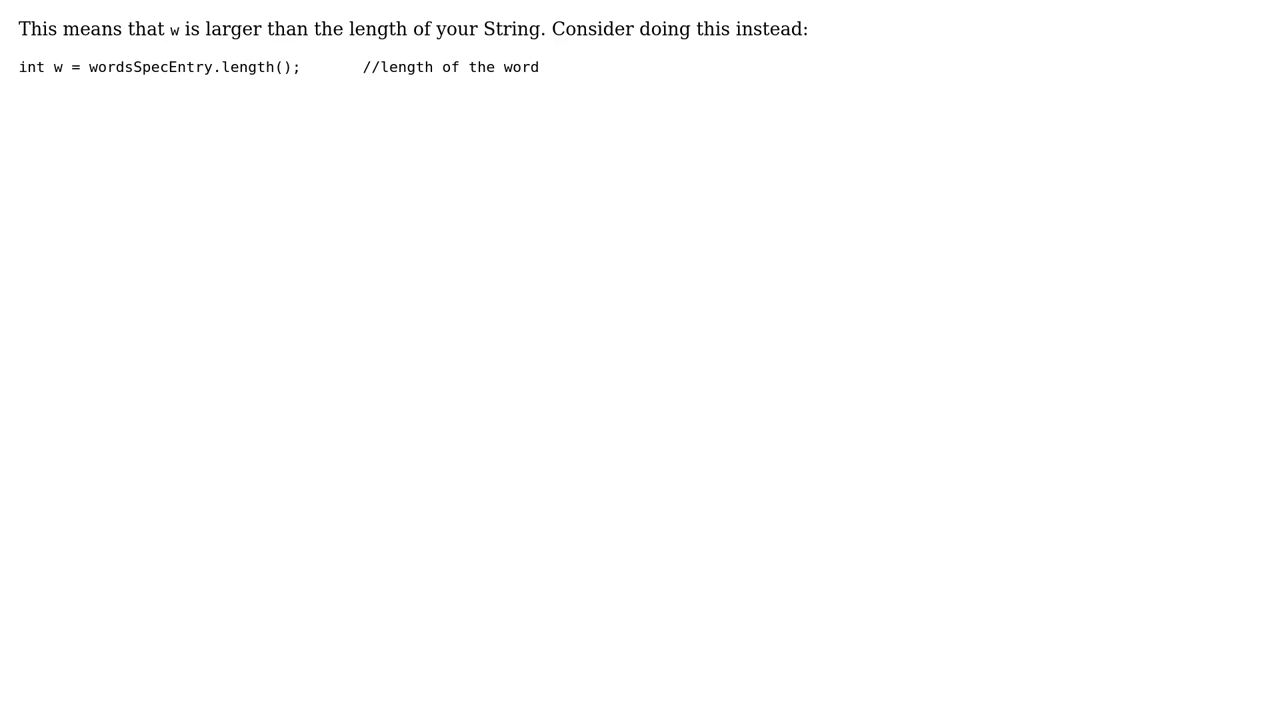 This means that w is larger than the length of your String. Consider doing this instead:
int w = wordsSpecEntry.length();       //length of the word